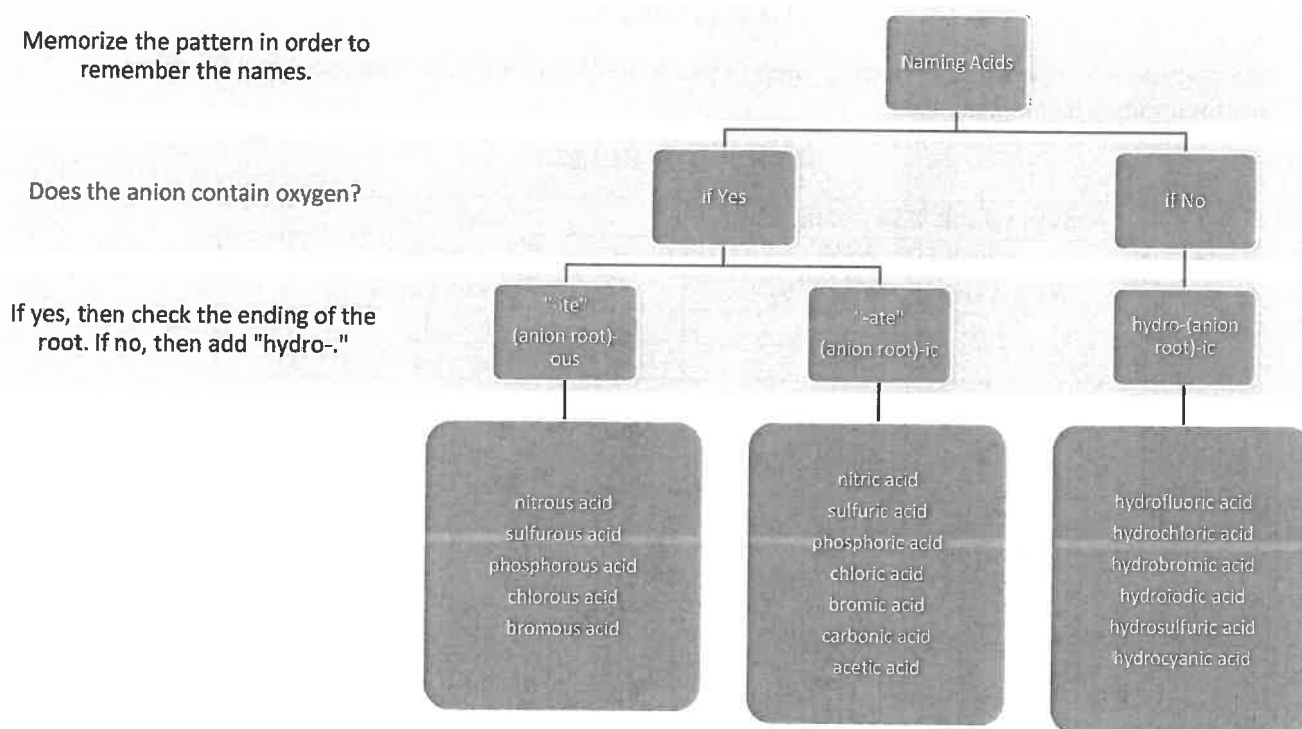 Memorize the pattern in order to
remember the names.
Naming Acids
Does the anion contain oxygen?
if Yes
if No
If yes, then check the ending of the
root. If no, then add "hydro-."
"-ite"
(anion root)-
ous
"-ate"
(anion root)-ic
hydro-(anion
root)-ic
nitrous acid
sulfurous acid
phosphorous acid
chlorous acid
bromous acid
nitric acid
sulfuric acid
phosphoric acid
chloric acid
bromic acid
carbonic acid
acetic acid
hydrofluoric acid
hydrochloric acid
hydrobromic acid
hydroiodic acid
hydrosulfuric acid
hydrocyanic acid